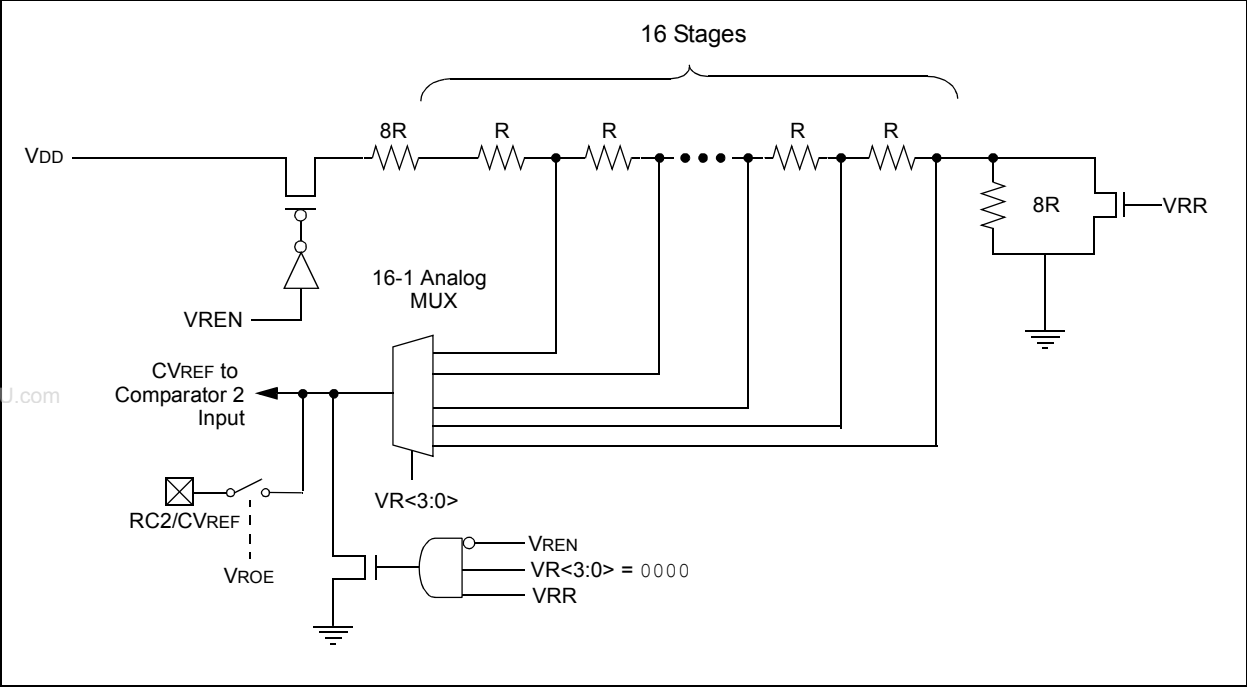 16 Stages
8R R R R R
VDD
8R
VRR
16-1 Analog
MUX
VREN
CVREF to
Comparator 2
Input
U.com
VR<3:0>
RC2/CVREF
VROE
VREN
VR<3:0> = 0000
VRR